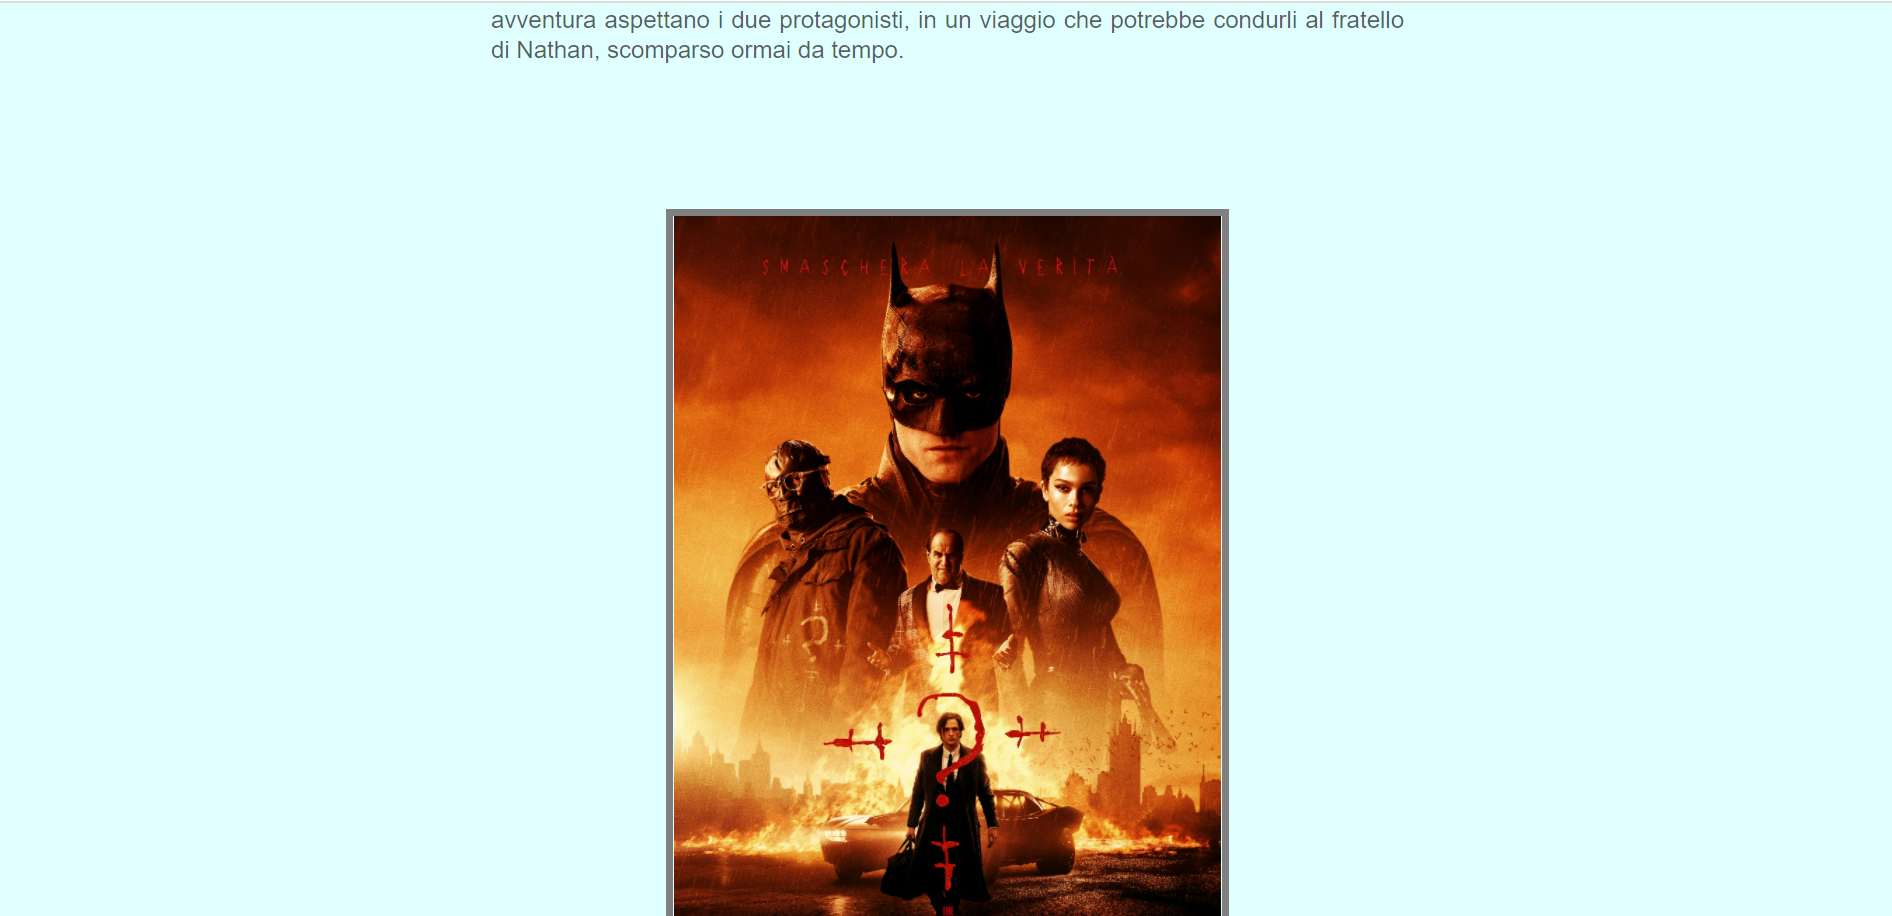 avventura aspettano i due protagonisti, in un viaggio che potrebbe condurli al fratello
di Nathan, scomparso ormai da tempo.
SMASCHERA LA VERITÀ
?
?